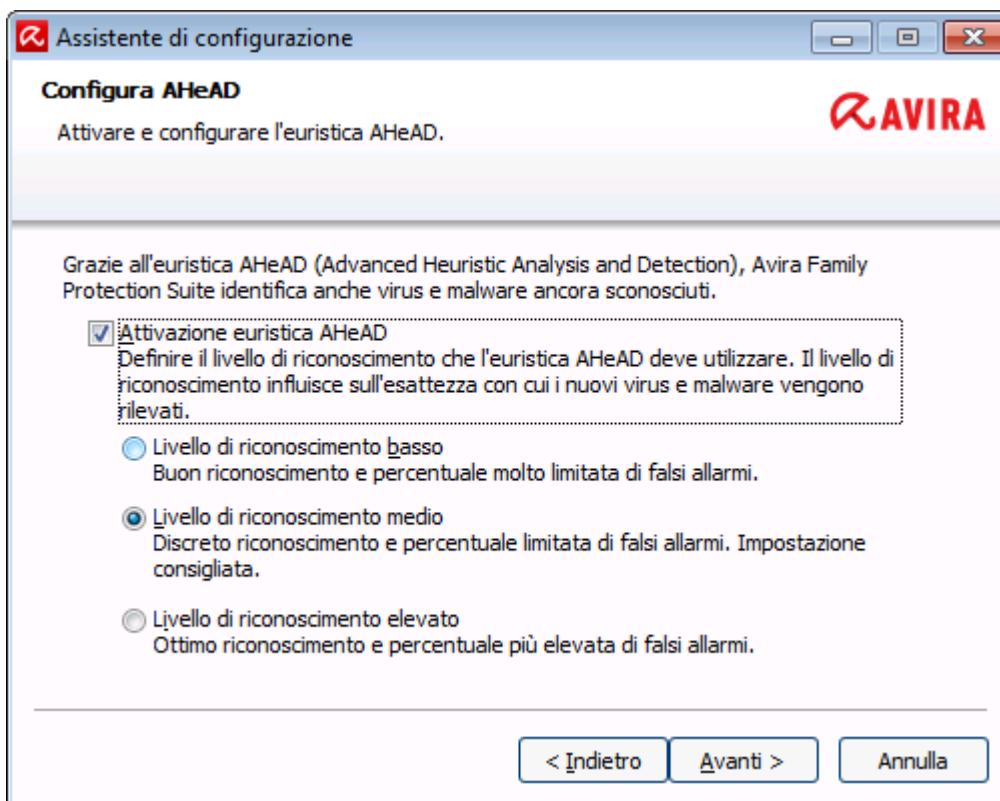 Assistente di configurazione
Configura AHeAD
Attivare e configurare l'euristica AHeAD.
AVIRA
Grazie all'euristica AHeAD (Advanced Heuristic Analysis and Detection), Avira Family
Protection Suite identifica anche virus e malware ancora sconosciuti.
Attivazione euristica AHeAD
Definire il livello di riconoscimento che l'euristica AHeAD deve utilizzare. Il livello di
riconoscimento influisce sull'esattezza con cui i nuovi virus e malware vengono
rilevati.
Livello di riconoscimento basso
Buon riconoscimento e percentuale molto limitata di falsi allarmi.
Livello di riconoscimento medio
Discreto riconoscimento e percentuale limitata di falsi allarmi. Impostazione
consigliata.
Livello di riconoscimento elevato
Ottimo riconoscimento e percentuale più elevata di falsi allarmi.
< Indietro
Avanti >
Annulla